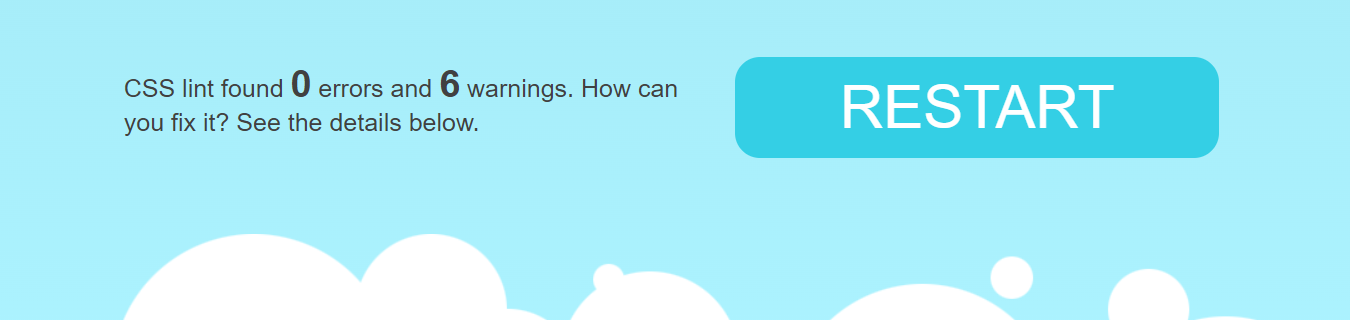 CSS lint found 0 errors and 6 warnings. How can
you fix it? See the details below.
RESTART